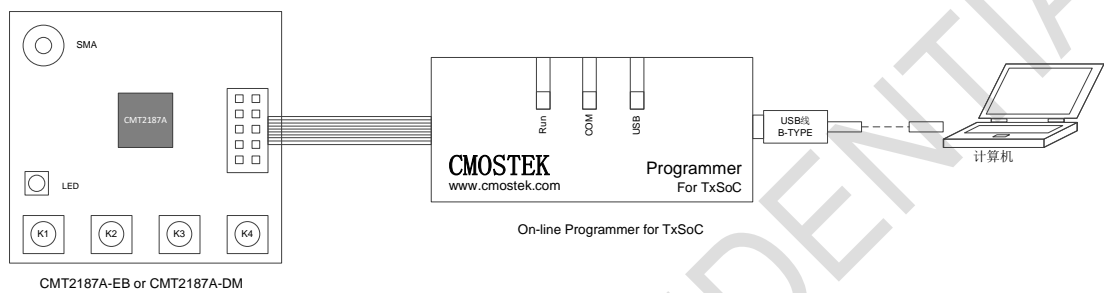 SMA
CMT2187A
LED
K1
K2
K3
K4
CMT2187A-EB or CMT2187A-DM
Run
COM
USB
CMOSTEK
www.cmostek.com
Programmer
For TxSoC
On-line Programmer for TxSoC
USB线
B-TYPE
计算机